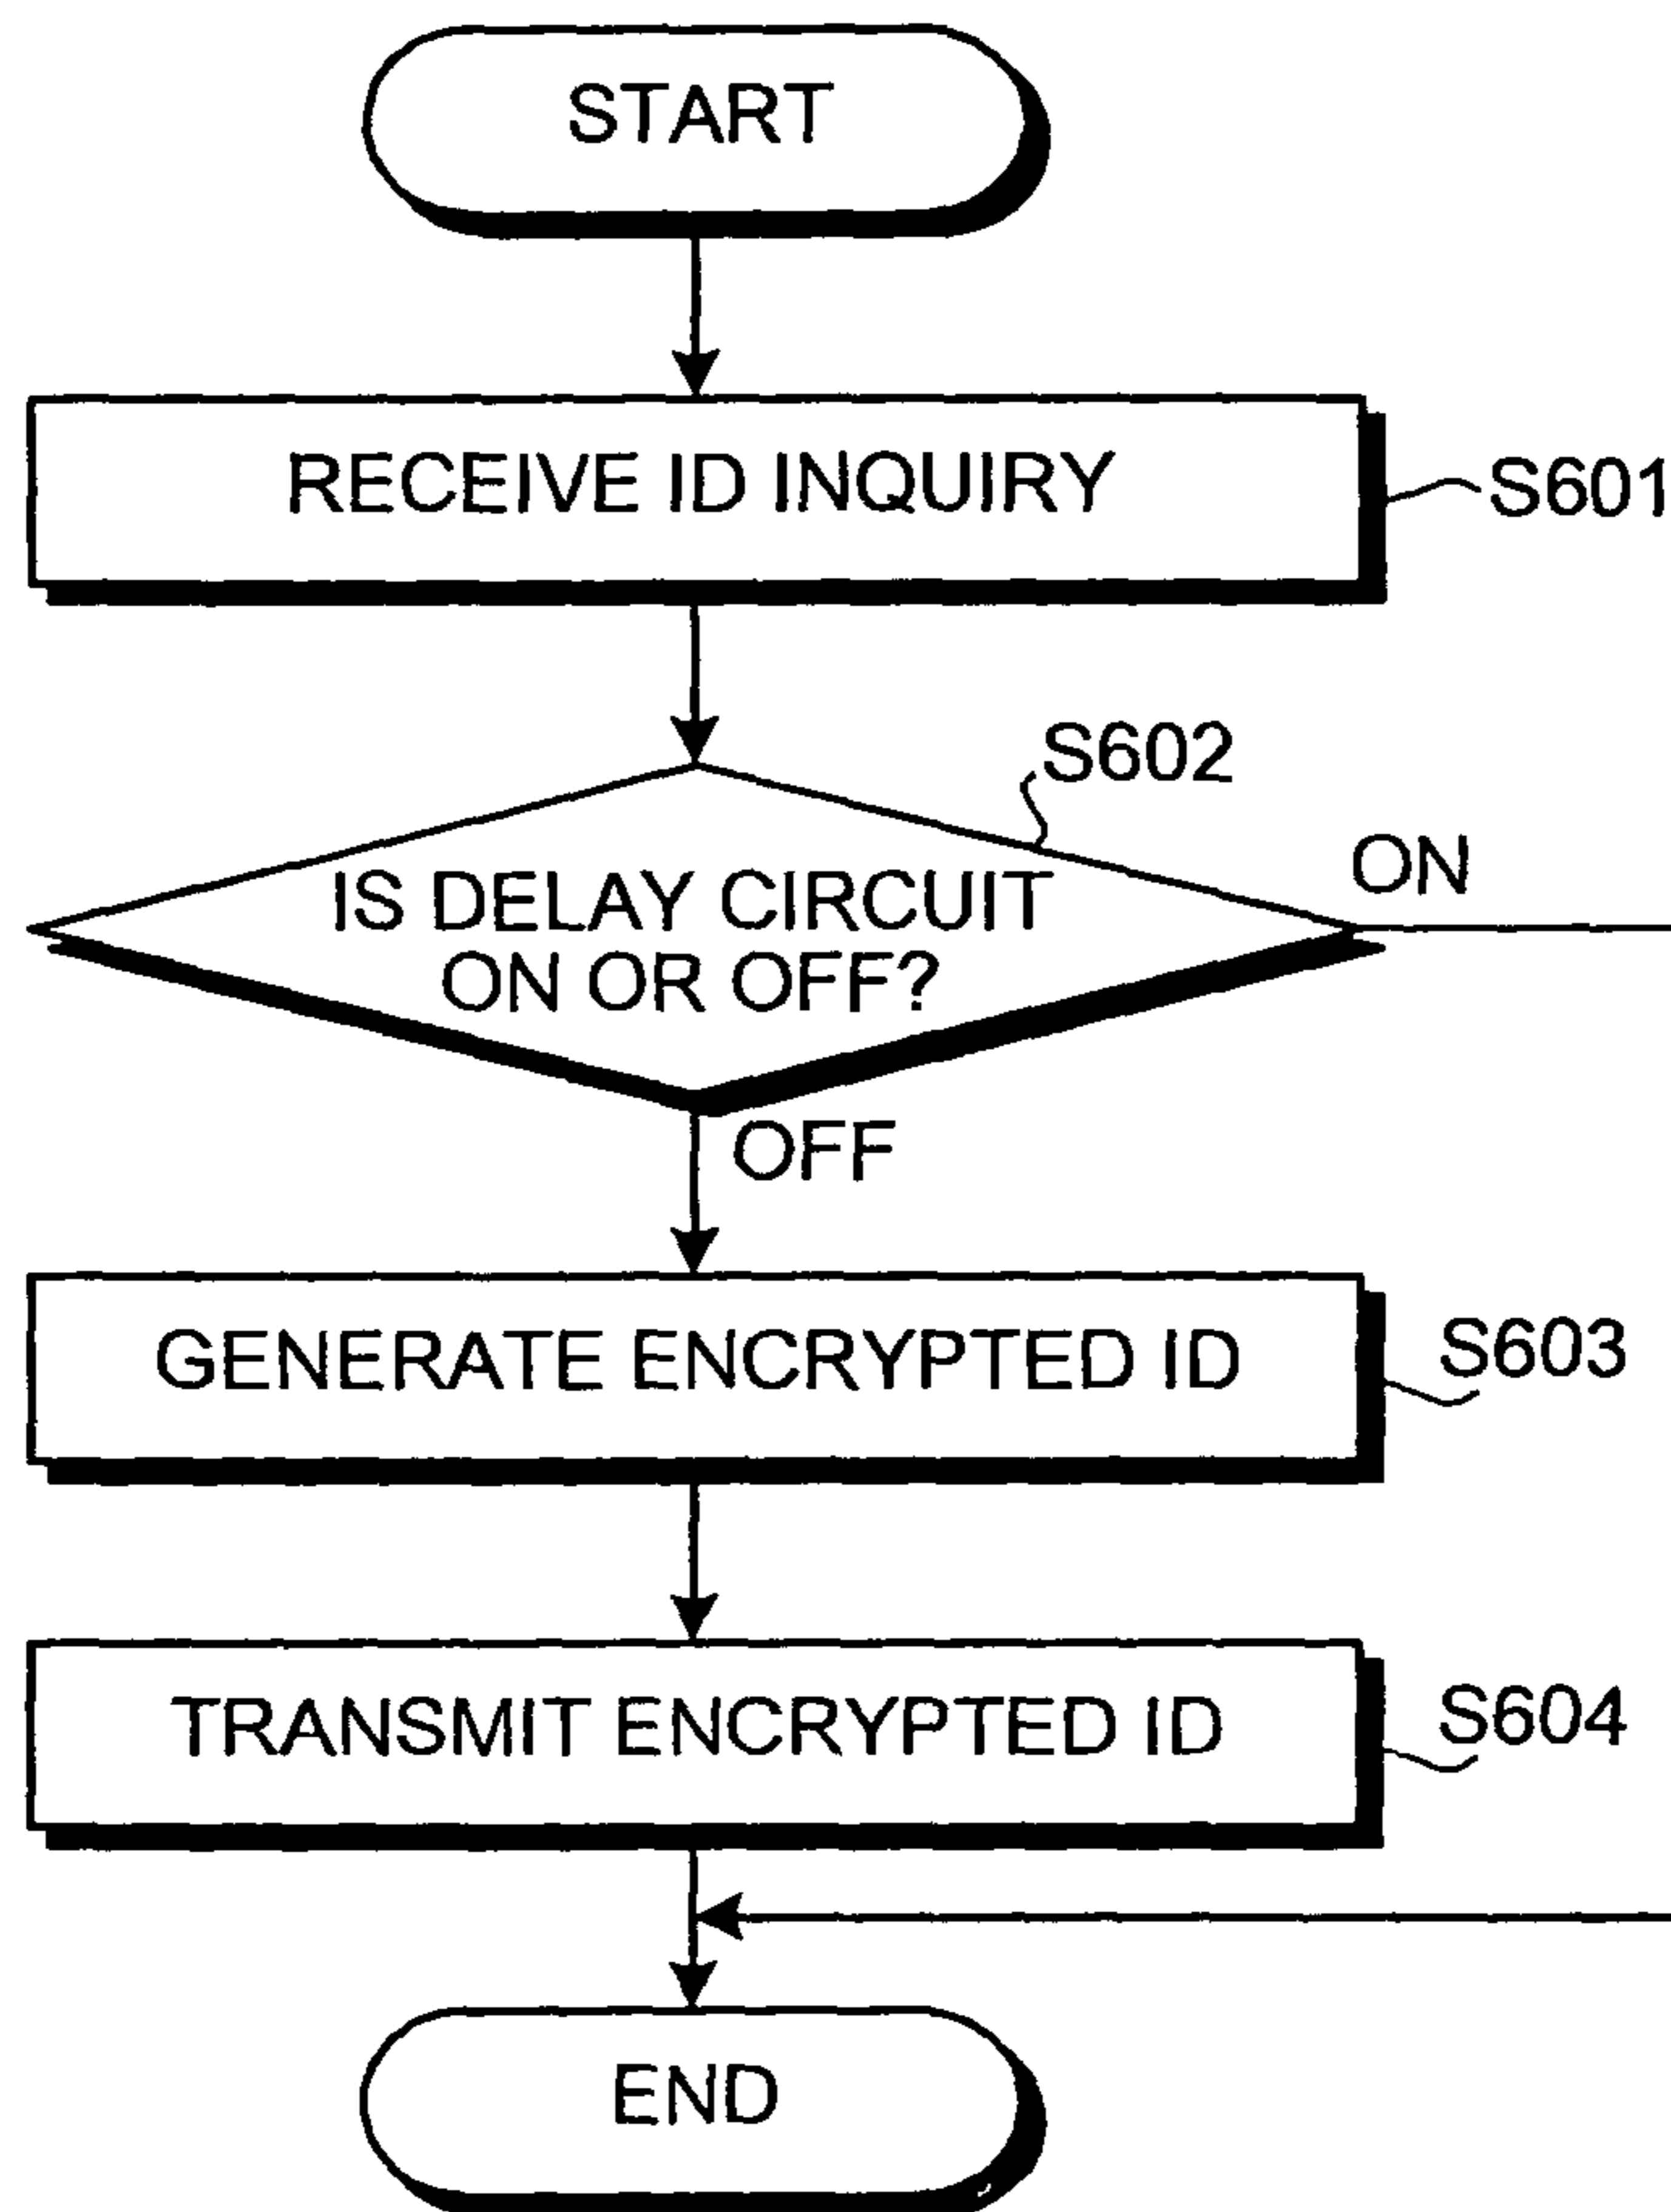 START
RECEIVE ID INQUIRY
S601
S602
IS DELAY CIRCUIT
ON OR OFF?
ON
OFF
GENERATE ENCRYPTED ID
S603
TRANSMIT ENCRYPTED ID
S604
END